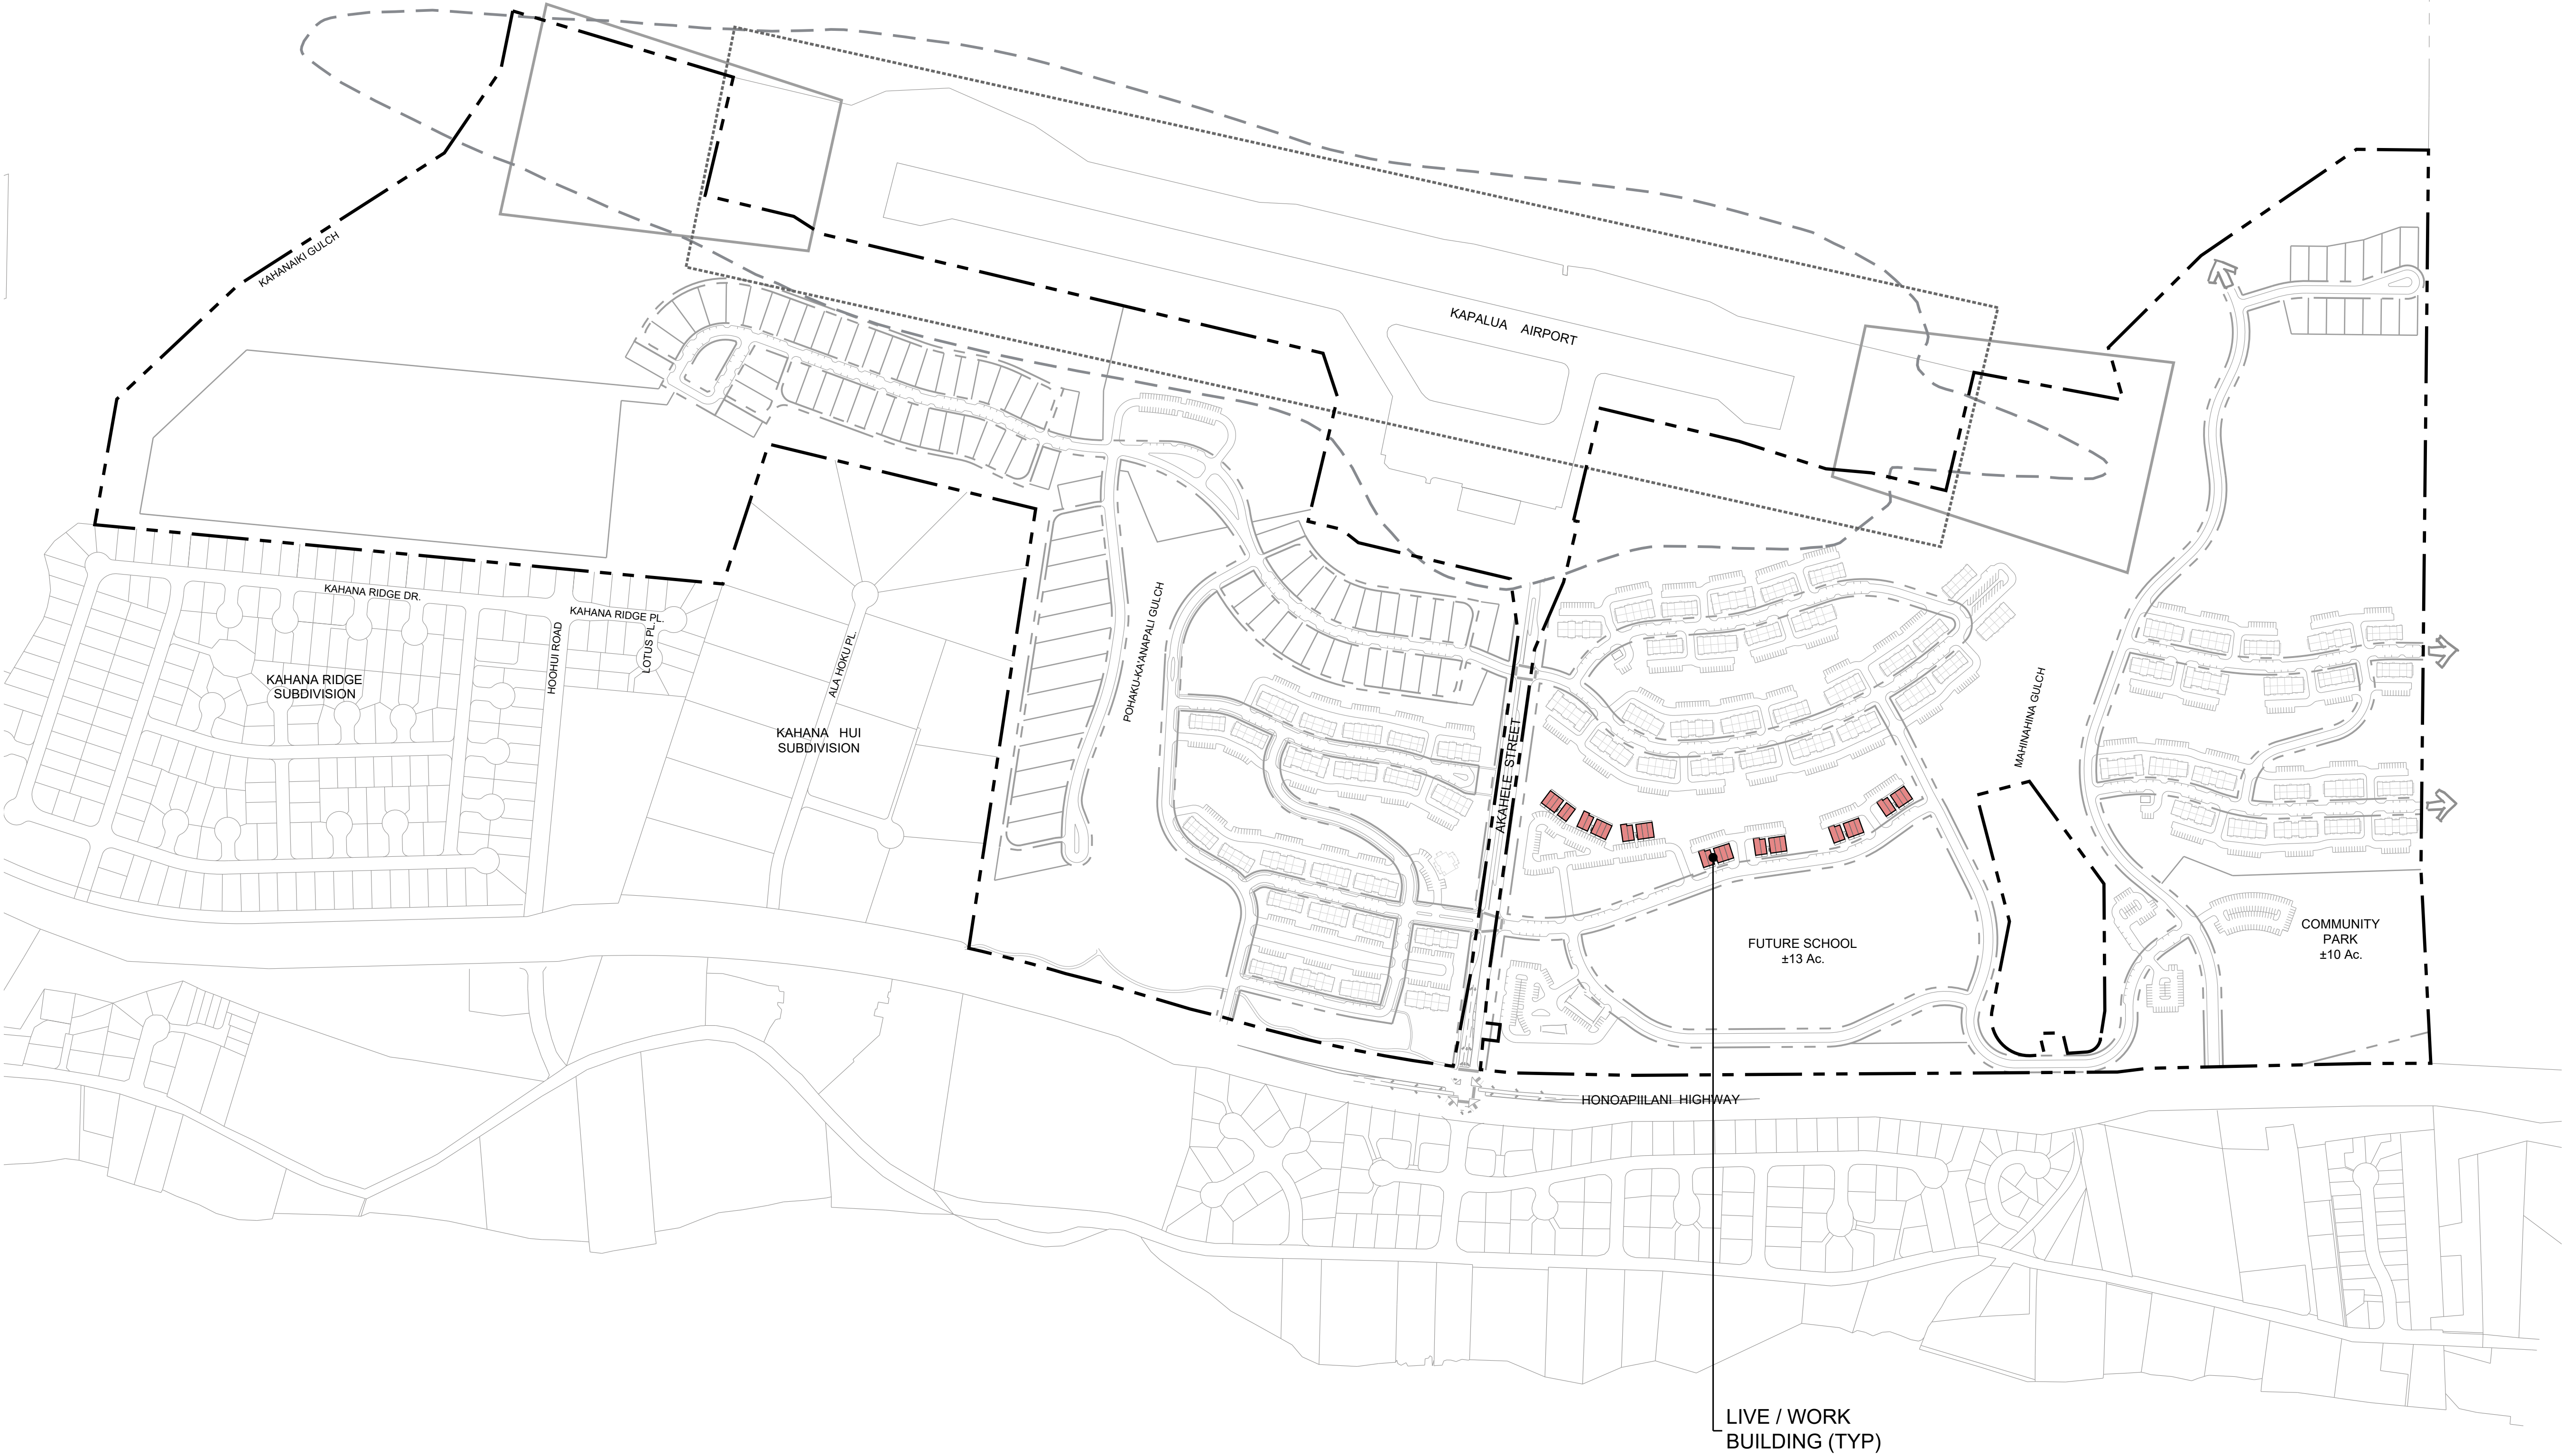 KAHANAIKI GULCH
KAPALUA AIRPORT
KAHANA RIDGE DR.
KAHANA RIDGE PL.
HOOHUI ROAD
LOTUS PL.
ALA HOKU PL.
KAHANA RIDGE
SUBDIVISION
KAHANA HUI
SUBDIVISION
POHAKU-KA'ANAPALI GULCH
AKAHELE STREET
MAHINAHINA GULCH
FUTURE SCHOOL
±13 Ac.
COMMUNITY
PARK
±10 Ac.
HONOAPIILANI HIGHWAY
LIVE / WORK
BUILDING (TYP)